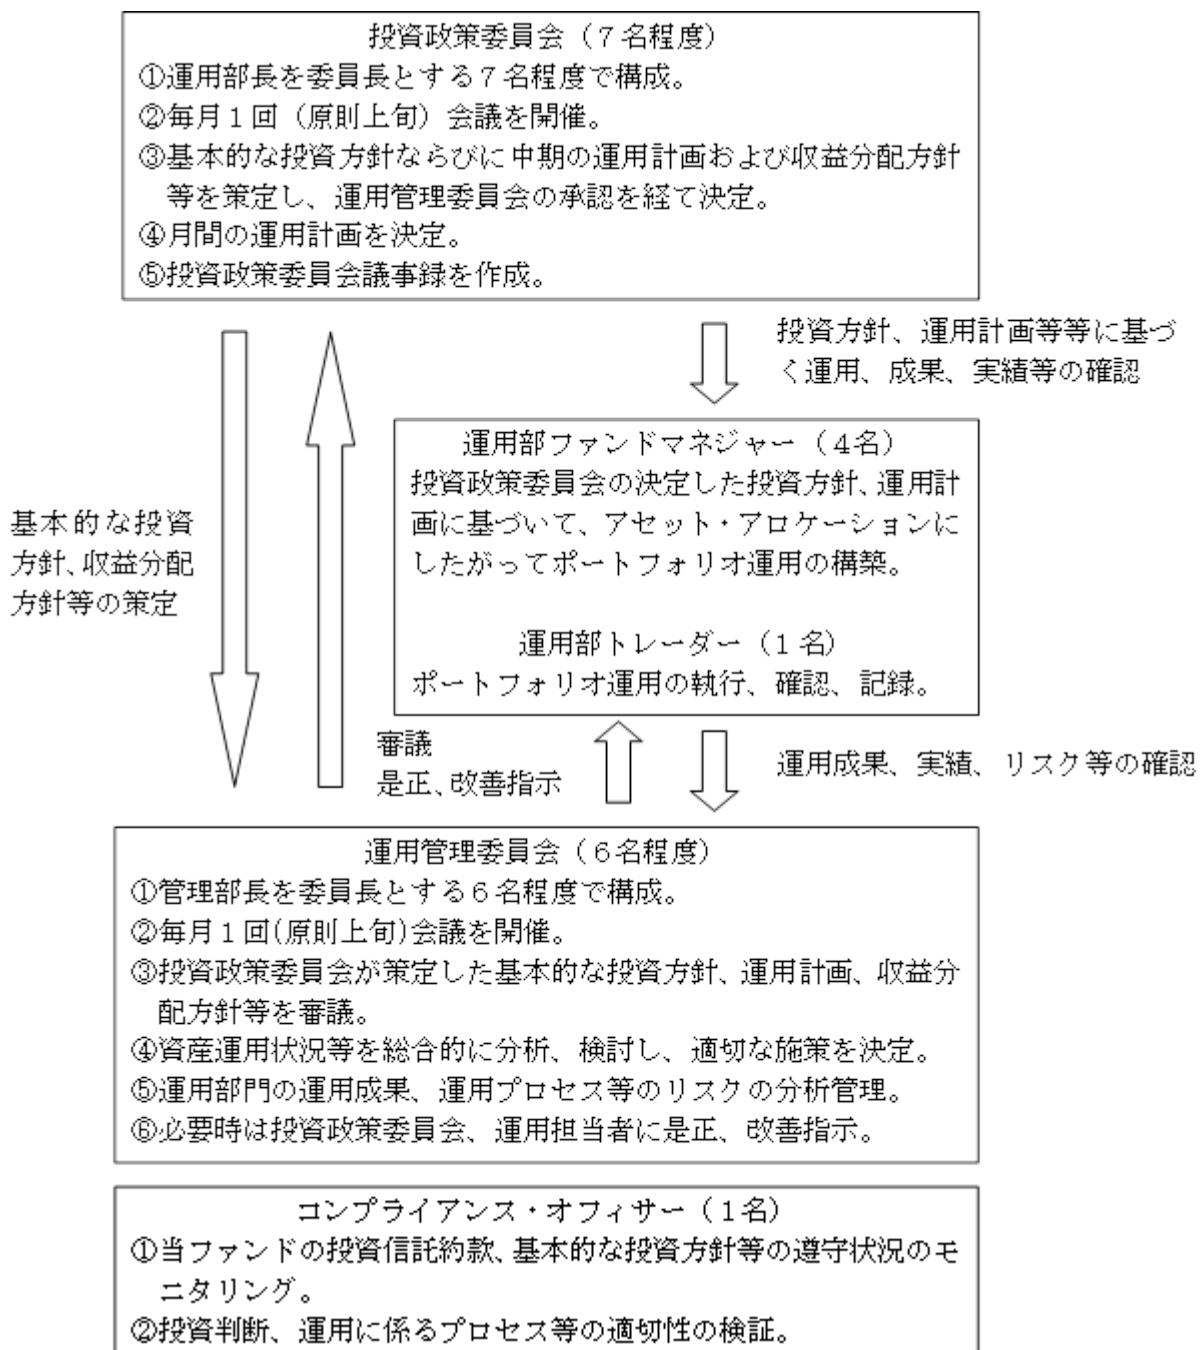 投資政策委員会（７名程度）
①運用部長を委員長とする７名程度で構成。
②毎月１回（原則上旬）会議を開催。
③基本的な投資方針ならびに中期の運用計画および収益分配方針
等を策定し、運用管理委員会の承認を経て決定。
④月間の運用計画を決定。
⑤投資政策委員会議事録を作成。
投資方針、運用計画等等に基づ
く運用、成果、実績等の確認
運用部ファンドマネジャー（４名）
投資政策委員会の決定した投資方針、運用計
画に基づいて、アセット・アロケーションに
したがってポートフォリオ運用の構築。
運用部トレーダー（１名）
ポートフォリオ運用の執行、確認、記録。
基本的な投資
方針、収益分配
方針等の策定
審議
是正、改善指示
運用成果、実績、リスク等の確認
運用管理委員会（６名程度）
①管理部長を委員長とする６名程度で構成。
②毎月１回(原則上旬)会議を開催。
③投資政策委員会が策定した基本的な投資方針、運用計画、収益分
配方針等を審議。
④資産運用状況等を総合的に分析、検討し、適切な施策を決定。
⑤運用部門の運用成果、運用プロセス等のリスクの分析管理。
⑥必要時は投資政策委員会、運用担当者に是正、改善指示。
コンプライアンス・オフィサー（１名）
①当ファンドの投資信託約款、基本的な投資方針等の遵守状況のモ
ニタリング。
②投資判断、運用に係るプロセス等の適切性の検証。